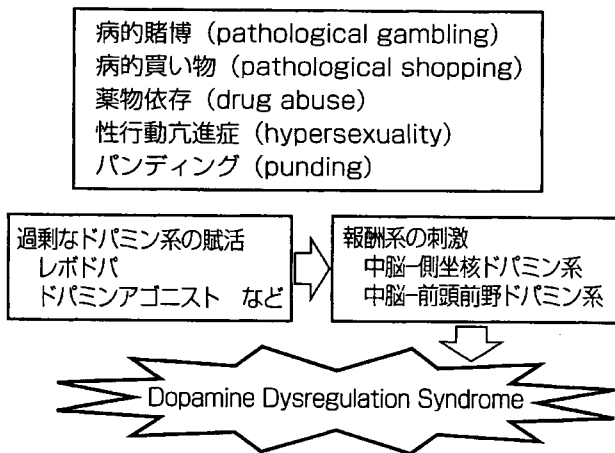 病的賭博（pathological gambling）
病的買い物（pathological shopping）
薬物依存（drug abuse）
性行動亢進症（hypersexuality）
パンディング（punding）
過剰なドパミン系の賦活
レボドパ
ドパミンアゴニスト　など
報酬系の刺激
中脳−側坐核ドパミン系
中脳−前頭前野ドパミン系
Dopamine Dysregulation Syndrome